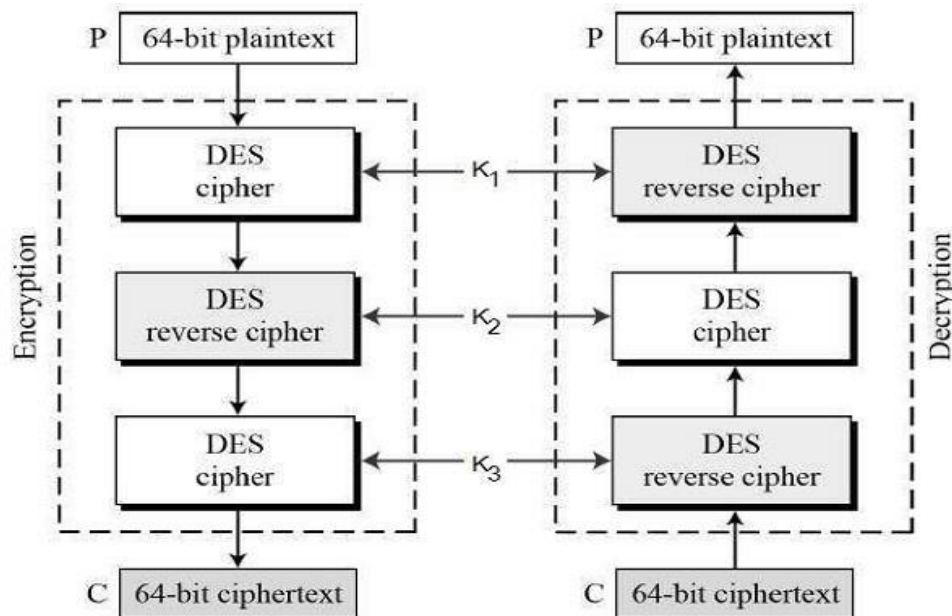 P 64-bit plaintext
P 64-bit plaintext
Encryption
DES
cipher
K1
DES
reverse cipher
DES
reverse cipher
K2
DES
cipher
DES
cipher
K3
DES
reverse cipher
Decryption
C 64-bit ciphertext
C 64-bit ciphertext